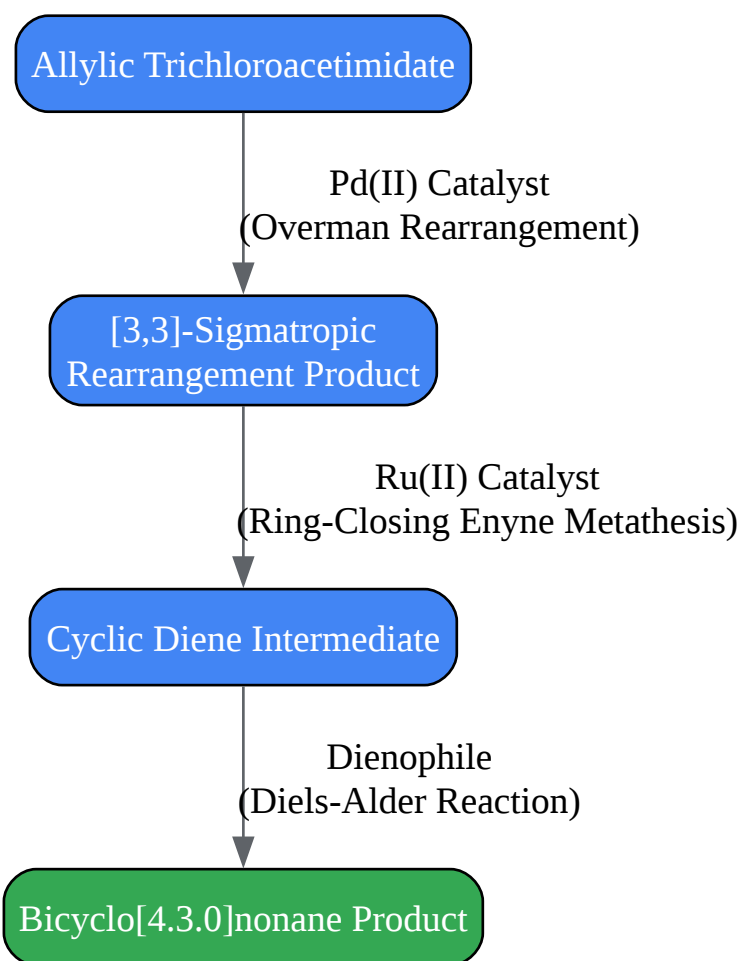 Allylic Trichloroacetimidate
Pd(II) Catalyst
(Overman Rearrangement)
[3,3]-Sigmatropic
Rearrangement Product
Ru(II) Catalyst
(Ring-Closing Enyne Metathesis)
Cyclic Diene Intermediate
Dienophile
(Diels-Alder Reaction)
Bicyclo[4.3.0]nonane Product